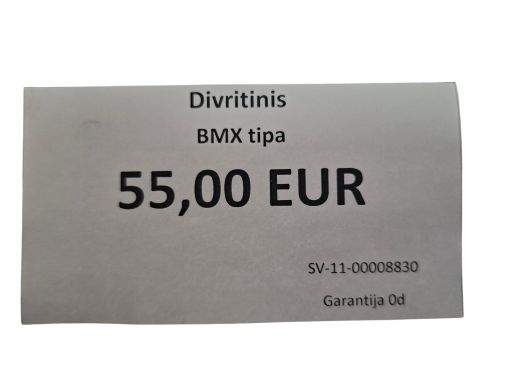 Divritinis
BMX tipa
55,00 EUR
SV-11-00008830
Garantija 0d